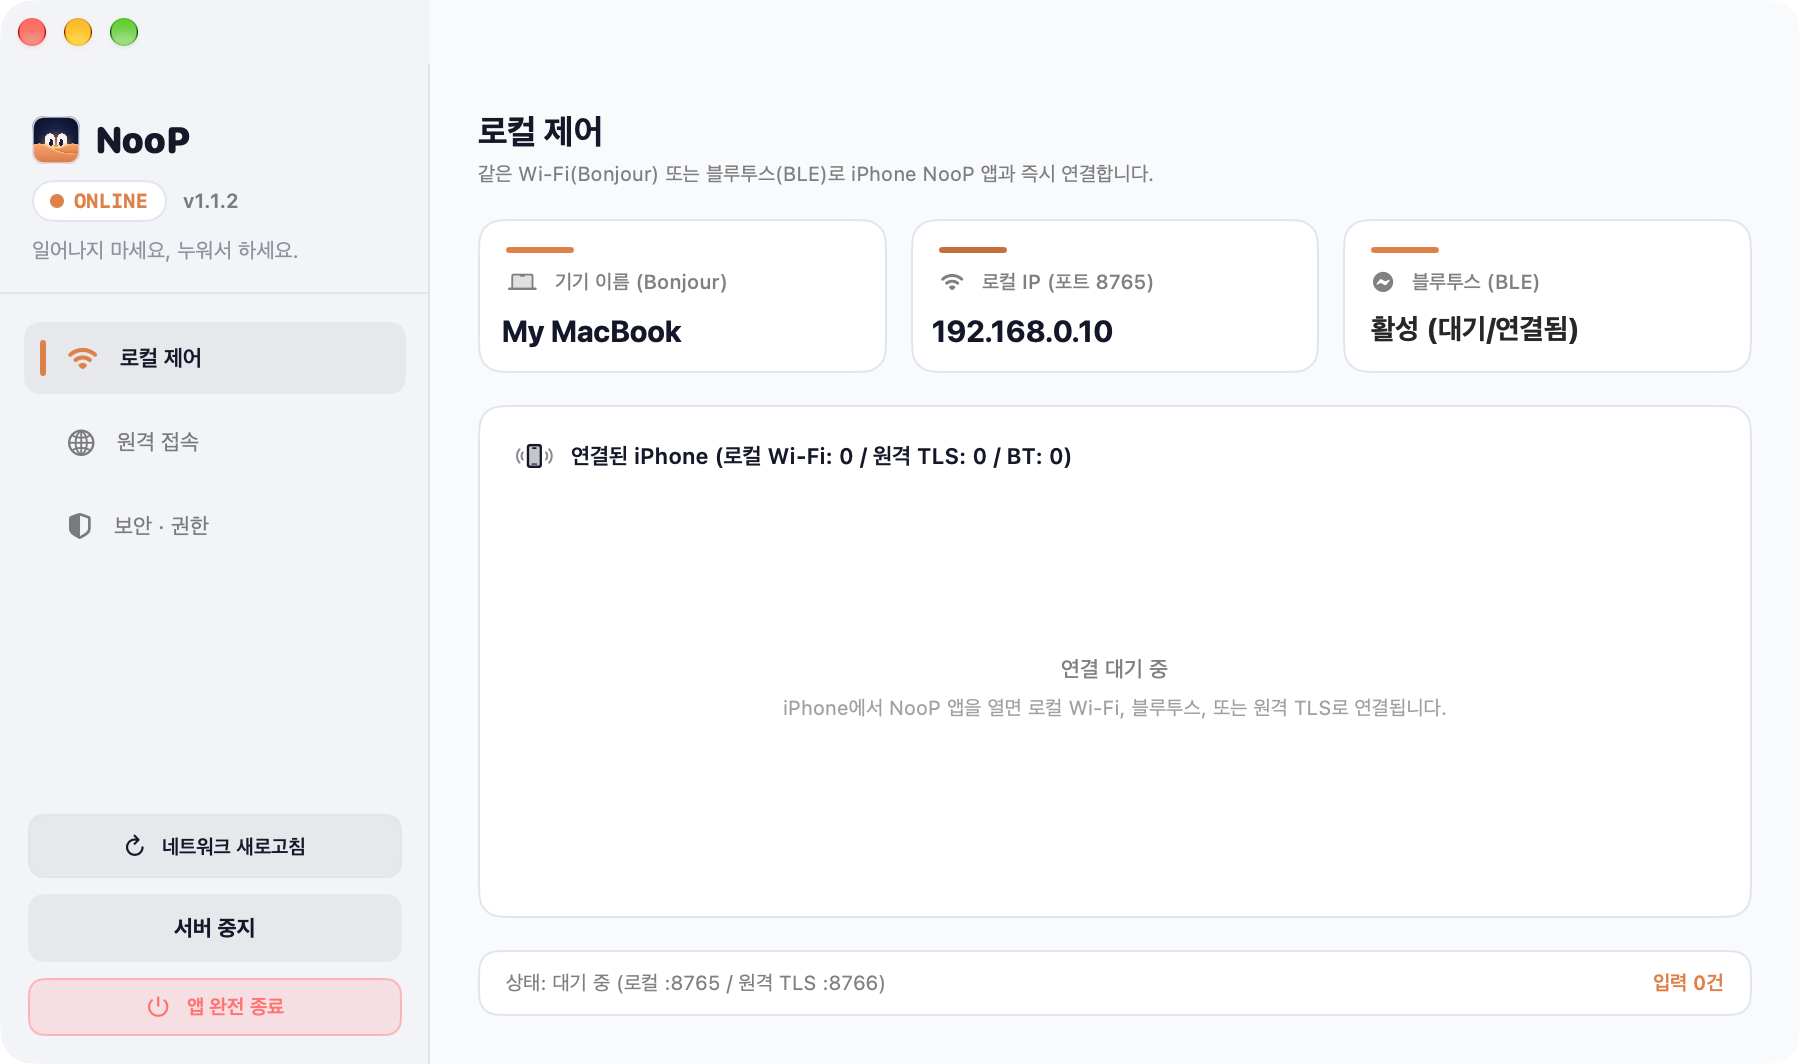 NooP
ONLINE v1.1.2
일어나지 마세요, 누워서 하세요.
로컬 제어
원격 접속
보안 · 권한
네트워크 새로고침
서버 중지
앱 완전 종료
로컬 제어
같은 Wi-Fi(Bonjour) 또는 블루투스(BLE)로 iPhone NooP 앱과 즉시 연결합니다.
기기 이름 (Bonjour)
My MacBook
로컬 IP (포트 8765)
192.168.0.10
블루투스 (BLE)
활성 (대기/연결됨)
연결된 iPhone (로컬 Wi-Fi: 0 / 원격 TLS: 0 / BT: 0)
연결 대기 중
iPhone에서 NooP 앱을 열면 로컬 Wi-Fi, 블루투스, 또는 원격 TLS로 연결됩니다.
상태: 대기 중 (로컬 :8765 / 원격 TLS :8766)
입력 0건